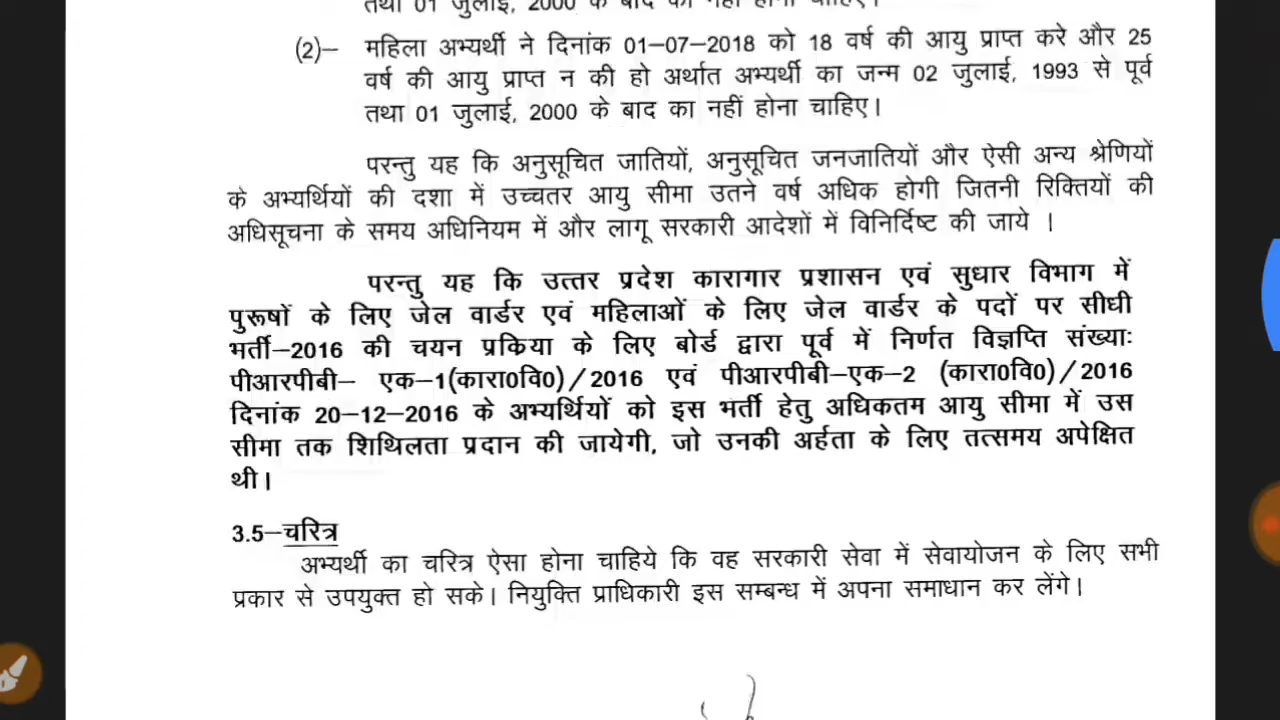 तथा 01 जुलाई, 2000 के बाद का नहीं होना चाहिए।
(2)– महिला अभ्यर्थी ने दिनांक 01–07–2018 को 18 वर्ष की आयु प्राप्त करे और 25
वर्ष की आयु प्राप्त न की हो अर्थात अभ्यर्थी का जन्म 02 जुलाई, 1993 से पूर्व
तथा 01 जुलाई, 2000 के बाद का नहीं होना चाहिए।
परन्तु यह कि अनुसूचित जातियों, अनुसूचित जनजातियों और ऐसी अन्य श्रेणियों
के अभ्यर्थियों की दशा में उच्चतर आयु सीमा उतने वर्ष अधिक होगी जितनी रिक्तियों की
अधिसूचना के समय अधिनियम में और लागू सरकारी आदेशों में विनिर्दिष्ट की जाये ।
परन्तु यह कि उत्तर प्रदेश कारागार प्रशासन एवं सुधार विभाग में
पुरूषों के लिए जेल वार्डर एवं महिलाओं के लिए जेल वार्डर के पदों पर सीधी
भर्ती–2016 की चयन प्रकिया के लिए बोर्ड द्वारा पूर्व में निर्णत विज्ञप्ति संख्याः
पीआरपीबी– एक–1(कारा0वि0)/2016 एवं पीआरपीबी–एक–2 (कारा0वि0)/2016
दिनांक 20–12–2016 के अभ्यर्थियों को इस भर्ती हेतु अधिकतम आयु सीमा में उस
सीमा तक शिथिलता प्रदान की जायेगी, जो उनकी अर्हता के लिए तत्समय अपेक्षित
थी।
3.5–चरित्र
अभ्यर्थी का चरित्र ऐसा होना चाहिये कि वह सरकारी सेवा में सेवायोजन के लिए सभी
प्रकार से उपयुक्त हो सके। नियुक्ति प्राधिकारी इस सम्बन्ध में अपना समाधान कर लेंगे।